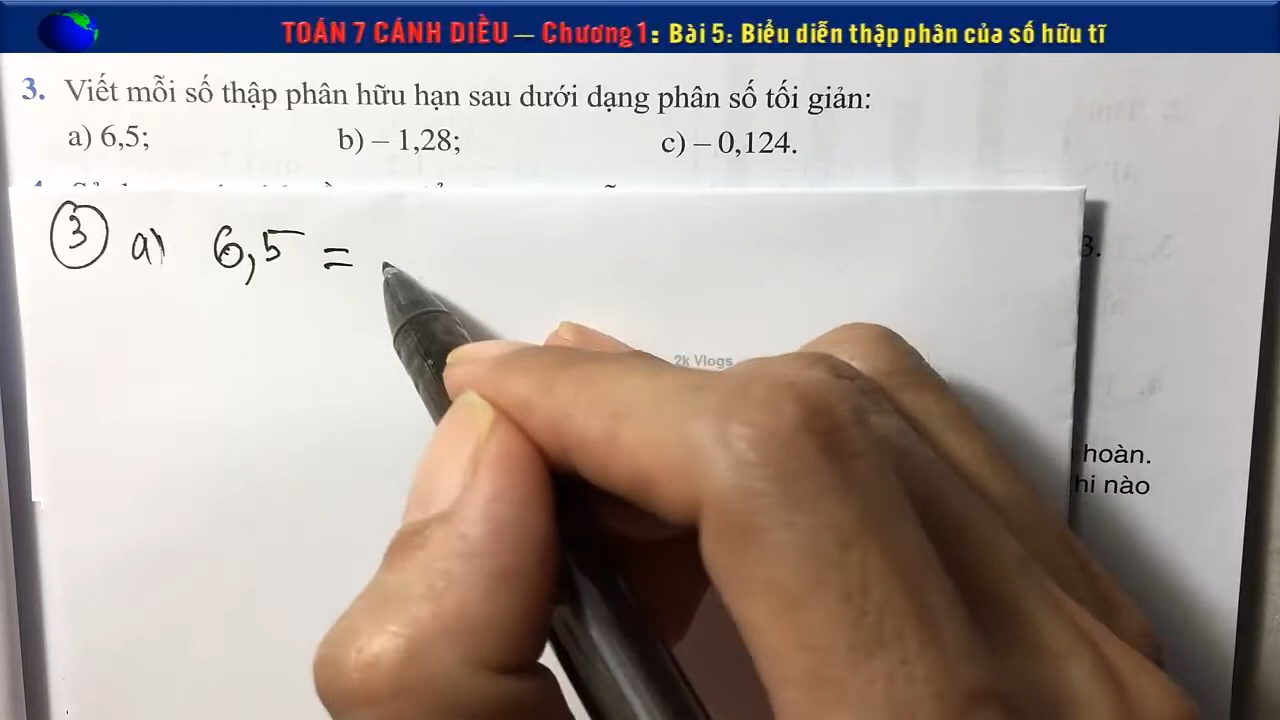 TOÁN 7 CÁNH DIỀU – Chương 1: Bài 5: Biểu diễn thập phân của số hữu tỉ
3. Viết mỗi số thập phân hữu hạn sau dưới dạng phân số tối giản:
a) 6,5; b) – 1,28; c) – 0,124.
3 a) 6,5 =
3.
2k Vlogs
hoàn.
hi nào